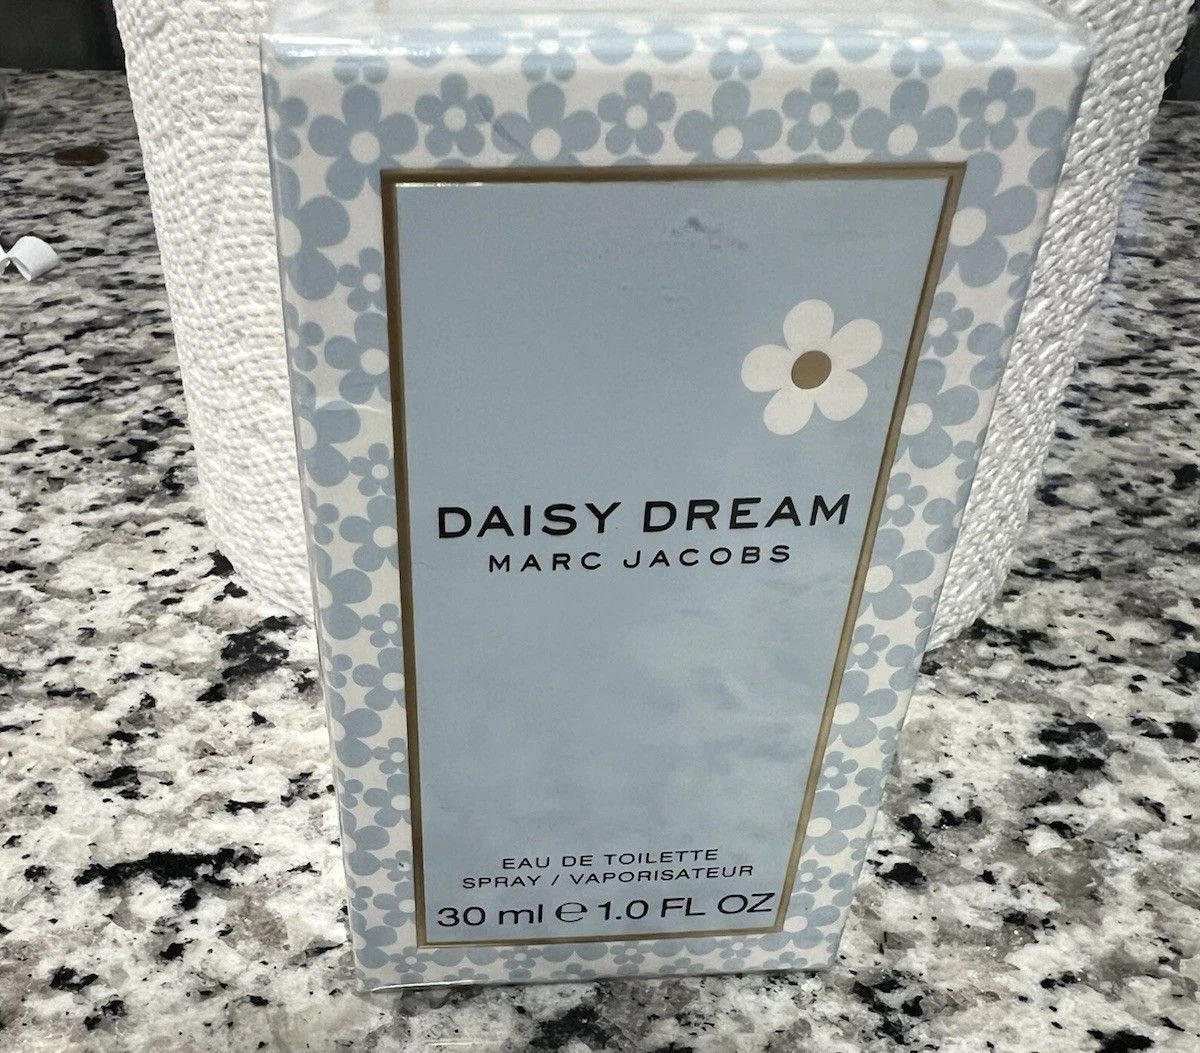 DAISY DREAM
MARC JACOBS
EAU DE TOILETTE
SPRAY / VAPORISATEUR
30 ml ℮ 1.0 FL OZ